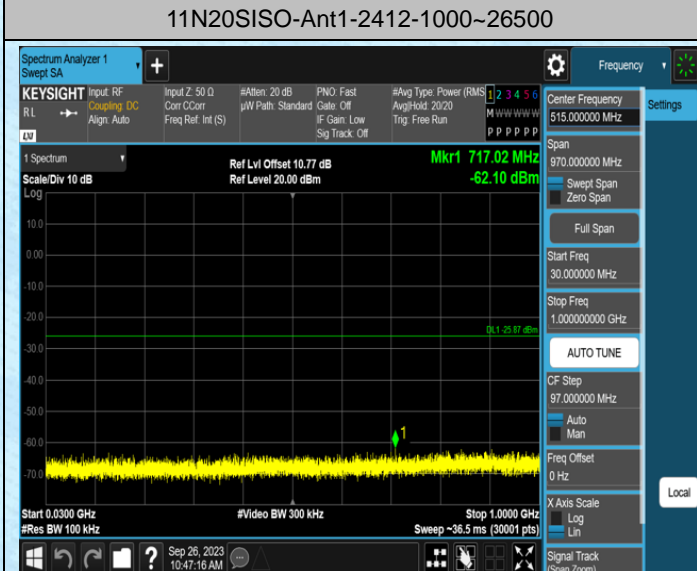 11N20SISO-Ant1-2412-1000~26500
Spectrum Analyzer 1
Swept SA
+
Frequency
KEYSIGHT
RL
LXI
Input: RF
Coupling: DC
Align: Auto
Input Z: 50 Ω
Corr CCorr
Freq Ref: Int (S)
#Atten: 20 dB
µW Path: Standard
PNO: Fast
Gate: Off
IF Gain: Low
Sig Track: Off
#Avg Type: Power (RMS
Avg|Hold: 20/20
Trig: Free Run
1 2 3 4 5 6
M W W W W W
P P P P P P
Center Frequency
515.000000 MHz
Settings
1 Spectrum
Scale/Div 10 dB
Log
Ref Lvl Offset 10.77 dB
Ref Level 20.00 dBm
Mkr1 717.02 MHz
-62.10 dBm
Span
970.000000 MHz
Swept Span
Zero Span
Full Span
Start Freq
30.000000 MHz
Stop Freq
1.000000000 GHz
AUTO TUNE
CF Step
97.000000 MHz
Auto
Man
Freq Offset
0 Hz
X Axis Scale
Log
Lin
Signal Track
(Span Zoom)
Local
10.0
0.00
-10.0
-20.0
DL1 -25.87 dBm
-30.0
-40.0
-50.0
1
-60.0
-70.0
Start 0.0300 GHz
#Res BW 100 kHz
#Video BW 300 kHz
Stop 1.0000 GHz
Sweep ~36.5 ms (30001 pts)
?
Sep 26, 2023
10:47:16 AM